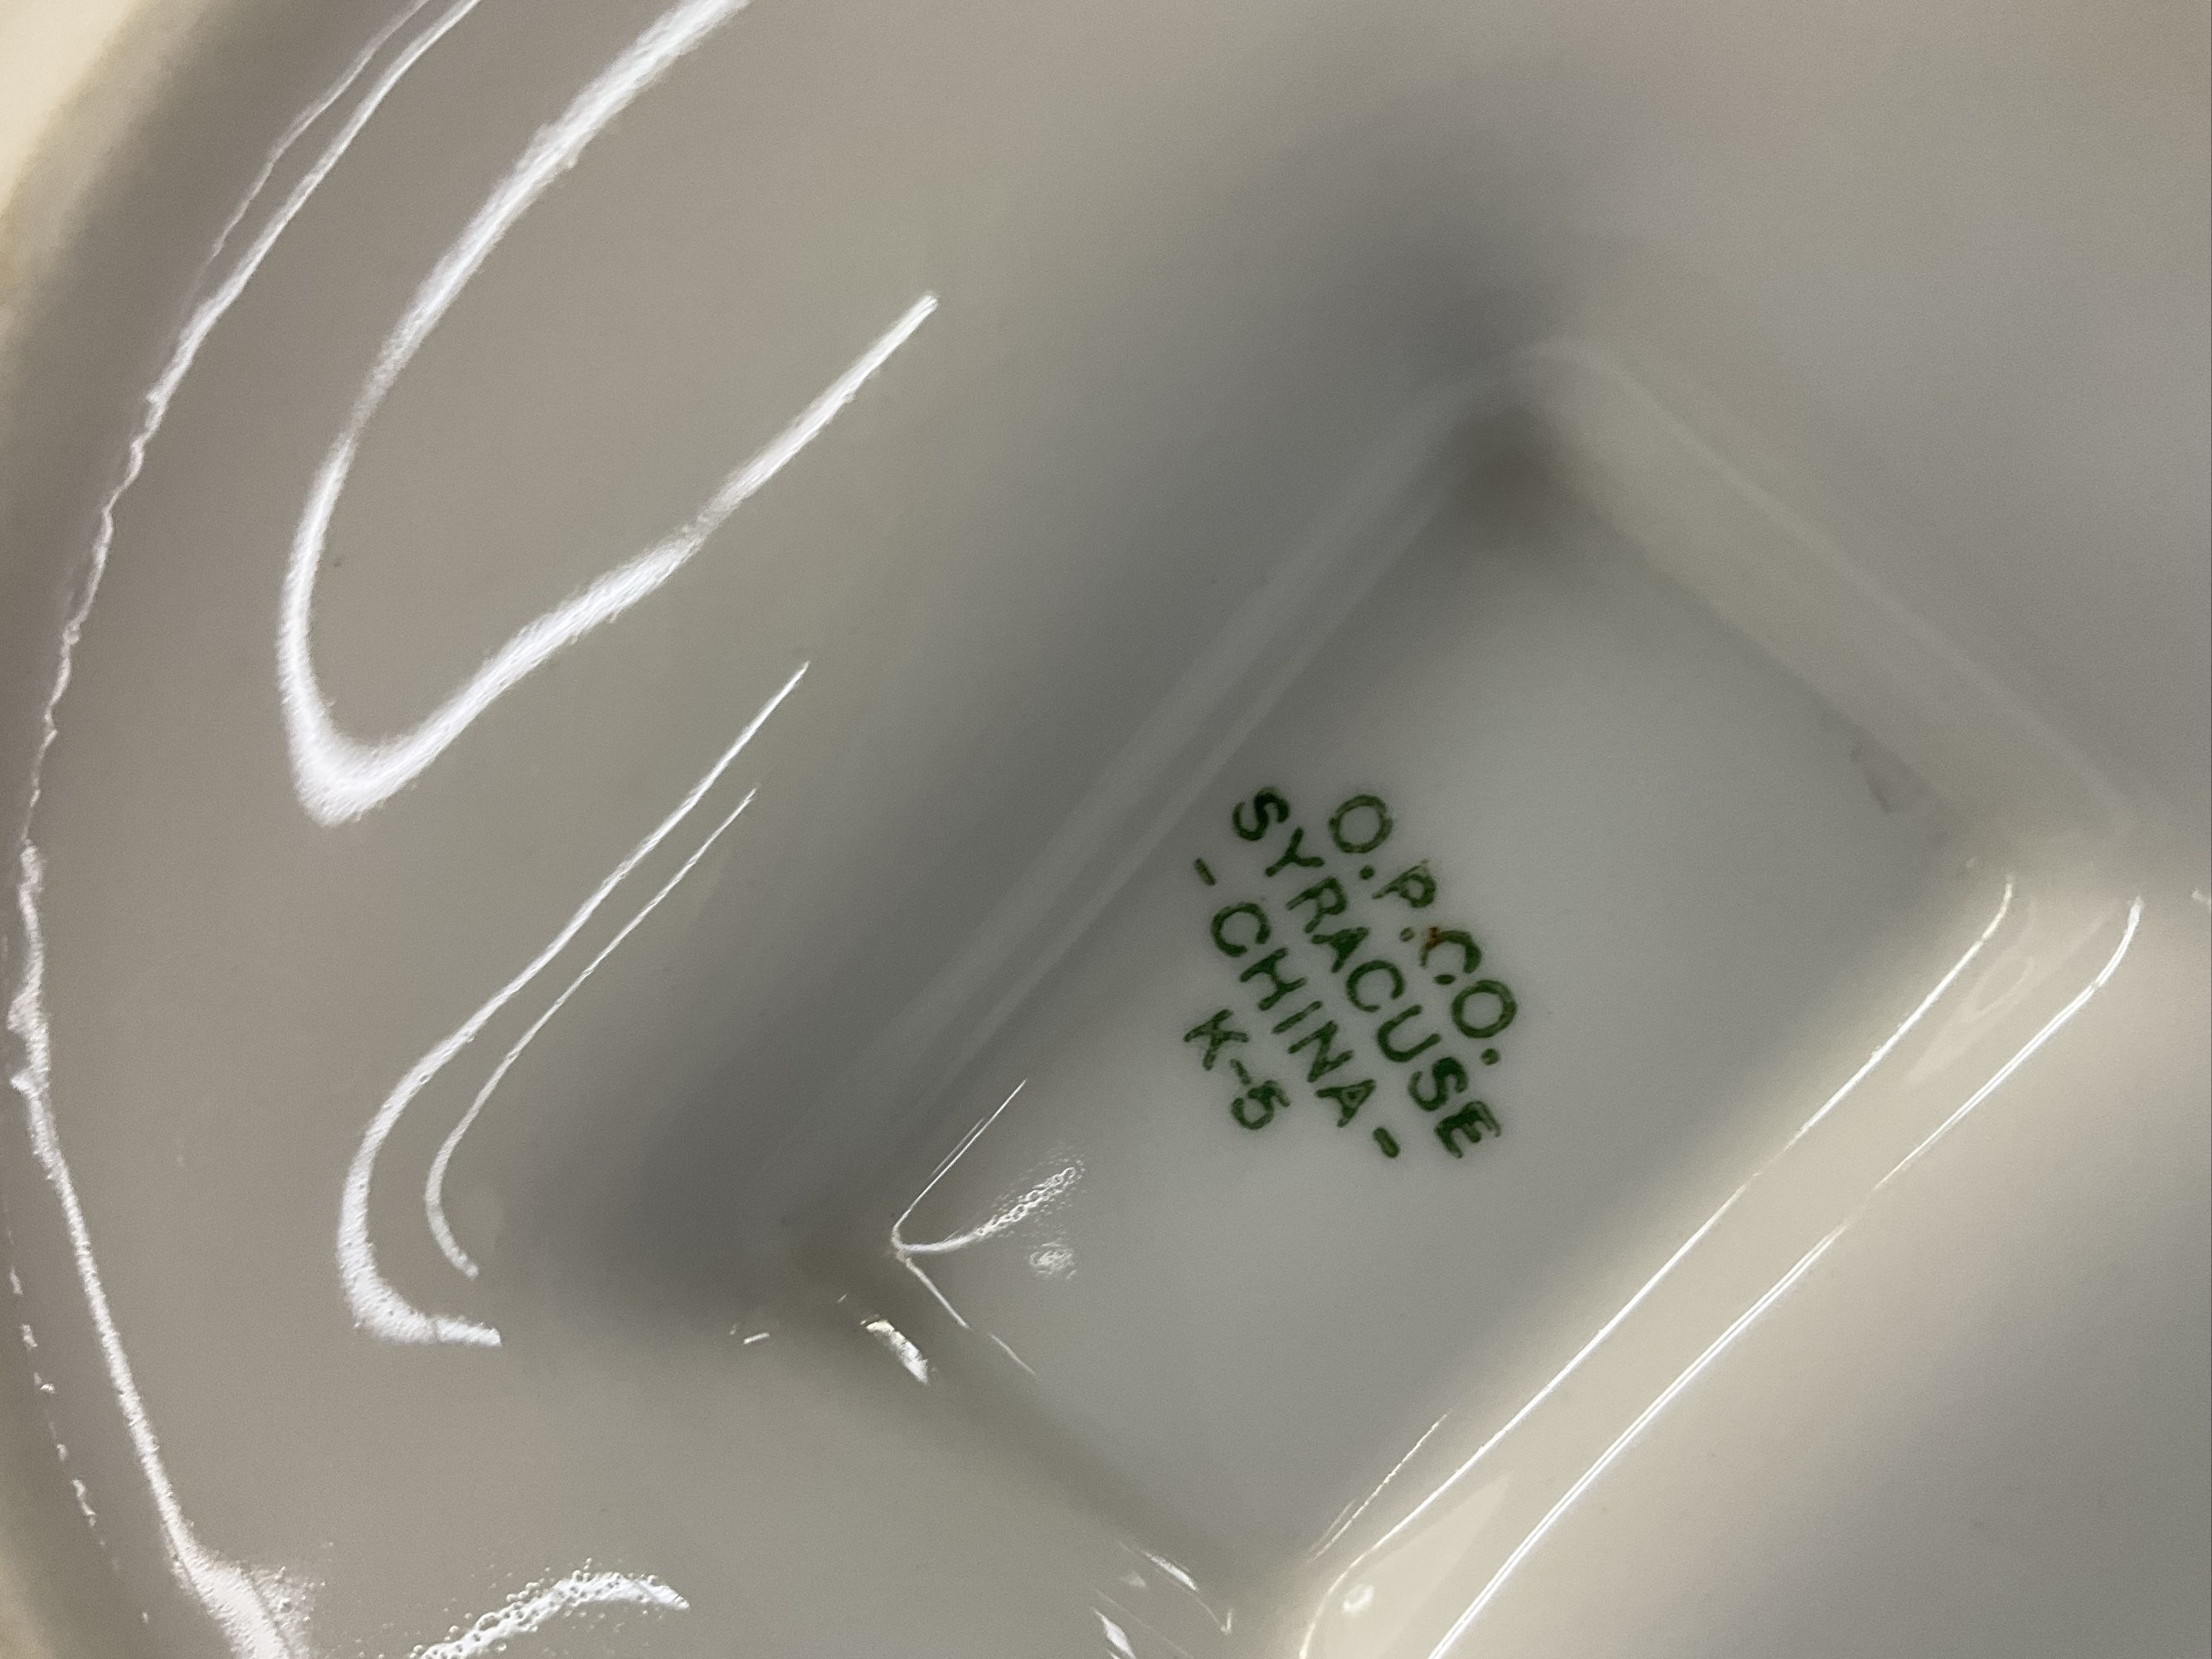 O.P.CO.
SYRACUSE
- CHINA -
K-5